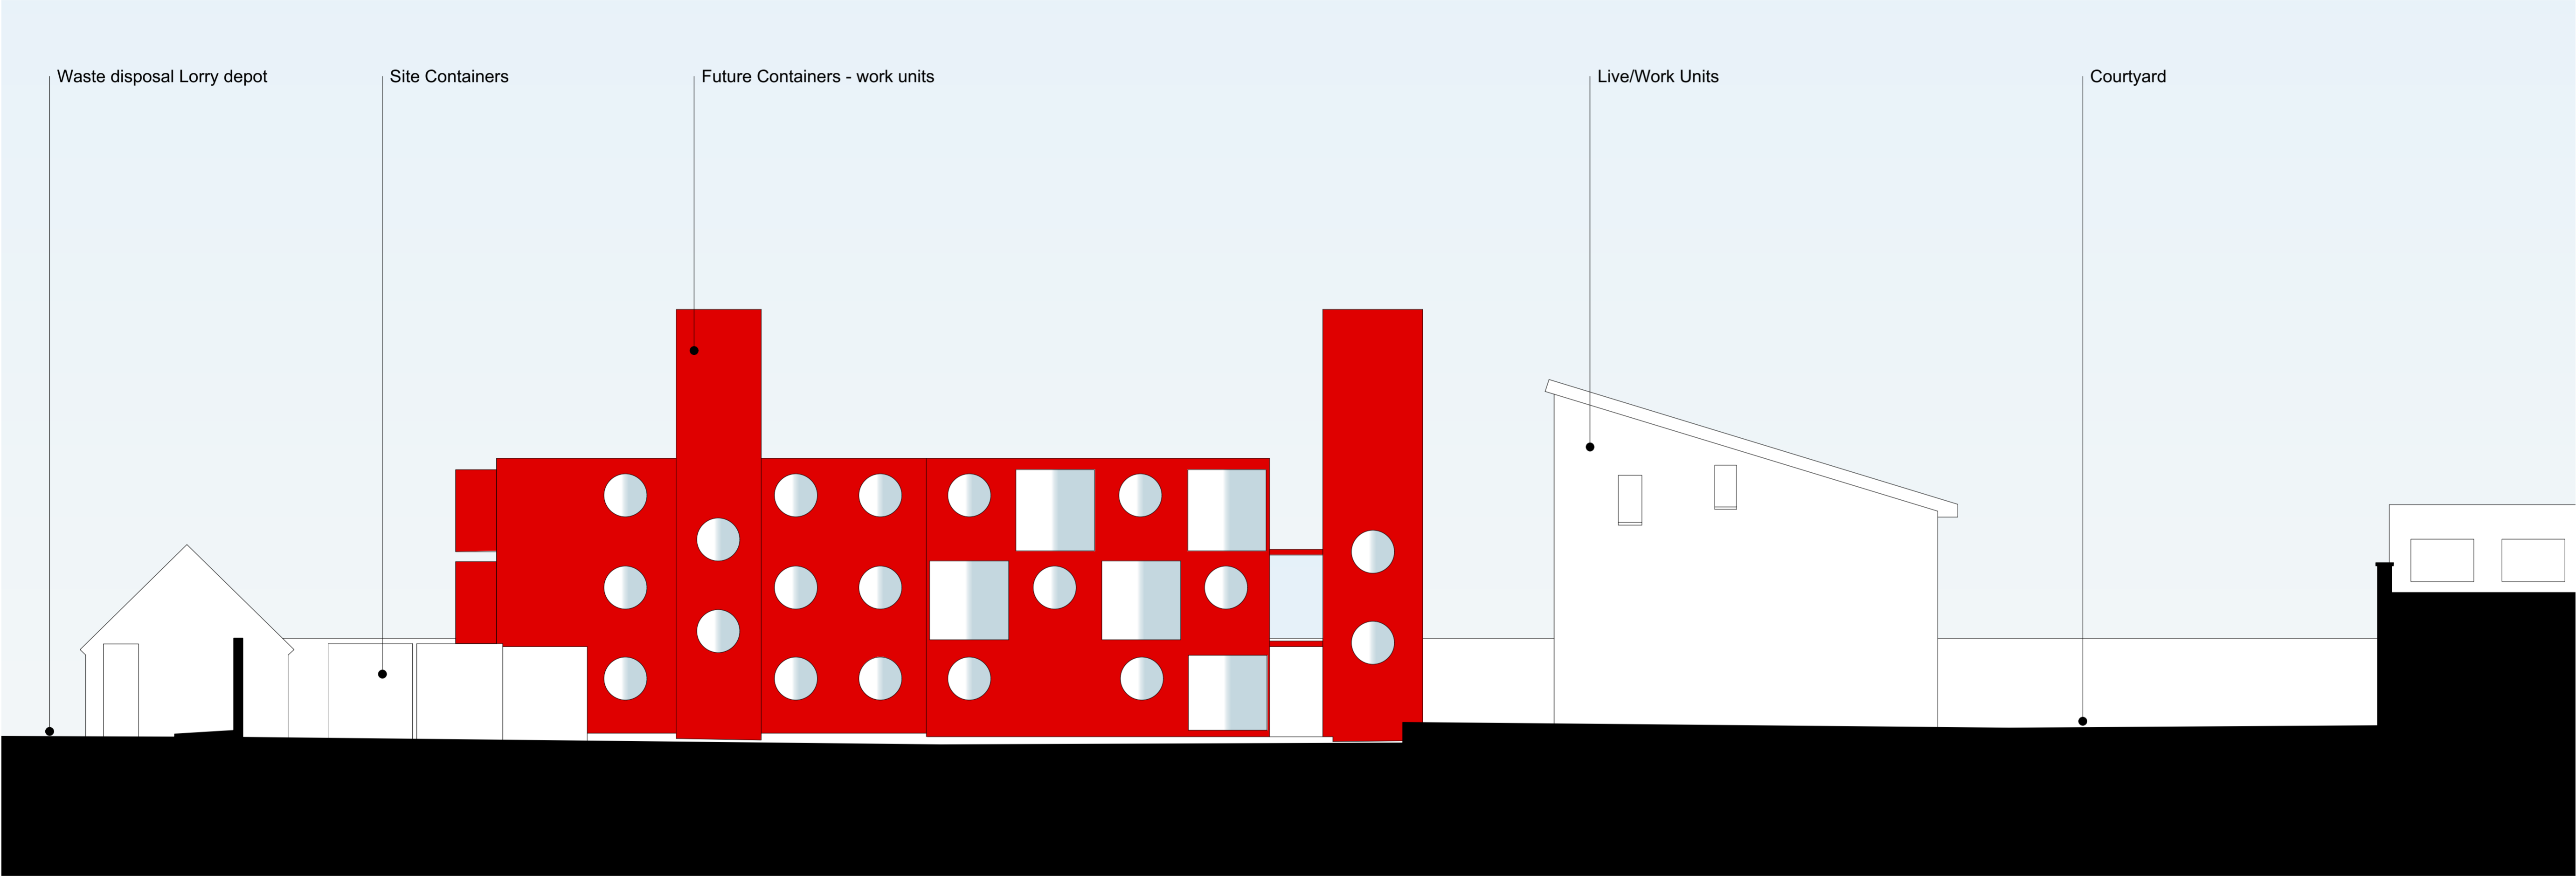 Waste disposal Lorry depot
Site Containers
Future Containers - work units
Live/Work Units
Courtyard